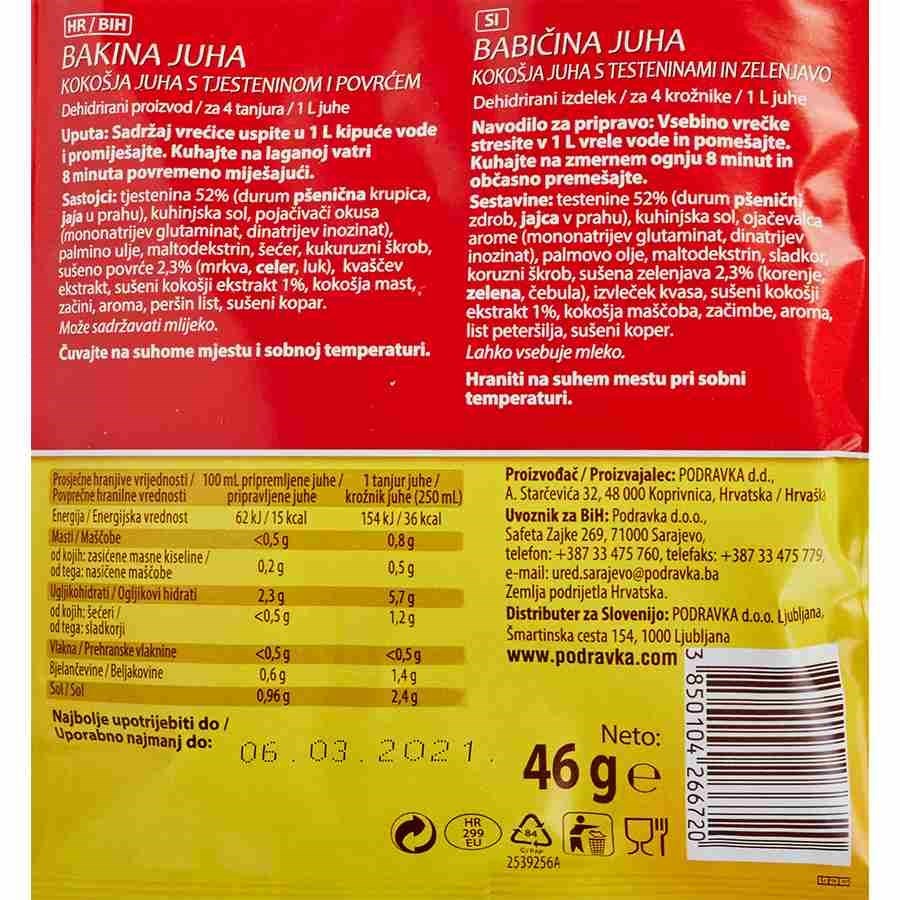 HR / BIH
BAKINA JUHA
KOKOŠJA JUHA S TJESTENINOM I POVRĆEM
Dehidrirani proizvod / za 4 tanjura / 1 L juhe
Uputa: Sadržaj vrećice uspite u 1 L kipuće vode
i promiješajte. Kuhajte na laganoj vatri
8 minuta povremeno miješajući.
Sastojci: tjestenina 52% (durum pšenična krupica,
jaja u prahu), kuhinjska sol, pojačivači okusa
(mononatrijev glutaminat, dinatrijev inozinat),
palmino ulje, maltodekstrin, šećer, kukuruzni škrob,
sušeno povrće 2,3% (mrkva, celer, luk), kvaščev
ekstrakt, sušeni kokošji ekstrakt 1%, kokošja mast,
začini, aroma, peršin list, sušeni kopar.
Može sadržavati mlijeko.
Čuvajte na suhome mjestu i sobnoj temperaturi.
SI
BABIČINA JUHA
KOKOŠJA JUHA S TESTENINAMI IN ZELENJAVO
Dehidrirani izdelek / za 4 krožnike / 1 L juhe
Navodilo za pripravo: Vsebino vrečke
stresite v 1 L vrele vode in pomešajte.
Kuhajte na zmernem ognju 8 minut in
občasno premešajte.
Sestavine: testenine 52% (durum pšenični
zdrob, jajca v prahu), kuhinjska sol, ojačevalca
arome (mononatrijev glutaminat, dinatrijev
inozinat), palmovo olje, maltodekstrin, sladkor,
koruzni škrob, sušena zelenjava 2,3% (korenje,
zelena, čebula), izvleček kvasa, sušeni kokošji
ekstrakt 1%, kokošja maščoba, začimbe, aroma,
list peteršilja, sušeni koper.
Lahko vsebuje mleko.
Hraniti na suhem mestu pri sobni
temperaturi.
Prosječne hranjive vrijednosti / 100 mL pripremljene juhe / 1 tanjur juhe /
Povprečne hranilne vrednosti pripravljene juhe krožnik juhe (250 mL)
Energija / Energijska vrednost 62 kJ / 15 kcal 154 kJ / 36 kcal
Masti / Maščobe <0,5 g 0,8 g
od kojih: zasićene masne kiseline /
od tega: nasičene maščobe 0,2 g 0,5 g
Ugljikohidrati / Ogljikovi hidrati 2,3 g 5,7 g
od kojih: šećeri / <0,5 g 1,2 g
od tega: sladkorji
Vlakna / Prehranske vlaknine <0,5 g <0,5 g
Bjelančevine / Beljakovine 0,6 g 1,4 g
Sol / Sol 0,96 g 2,4 g
Najbolje upotrijebiti do /
Uporabno najmanj do:
06.03.2021.
Proizvođač / Proizvajalec: PODRAVKA d.d.,
A. Starčevića 32, 48 000 Koprivnica, Hrvatska / Hrvaška
Uvoznik za BiH: Podravka d.o.o.,
Safeta Zajke 269, 71000 Sarajevo,
telefon: +387 33 475 760, telefaks: +387 33 475 779,
e-mail: ured.sarajevo@podravka.ba
Zemlja podrijetla Hrvatska.
Distributer za Slovenijo: PODRAVKA d.o.o. Ljubljana,
Šmartinska cesta 154, 1000 Ljubljana
www.podravka.com
Neto:
46 g e
3 850104 266720
HR
299
EU
84
C/PAP
2539256A